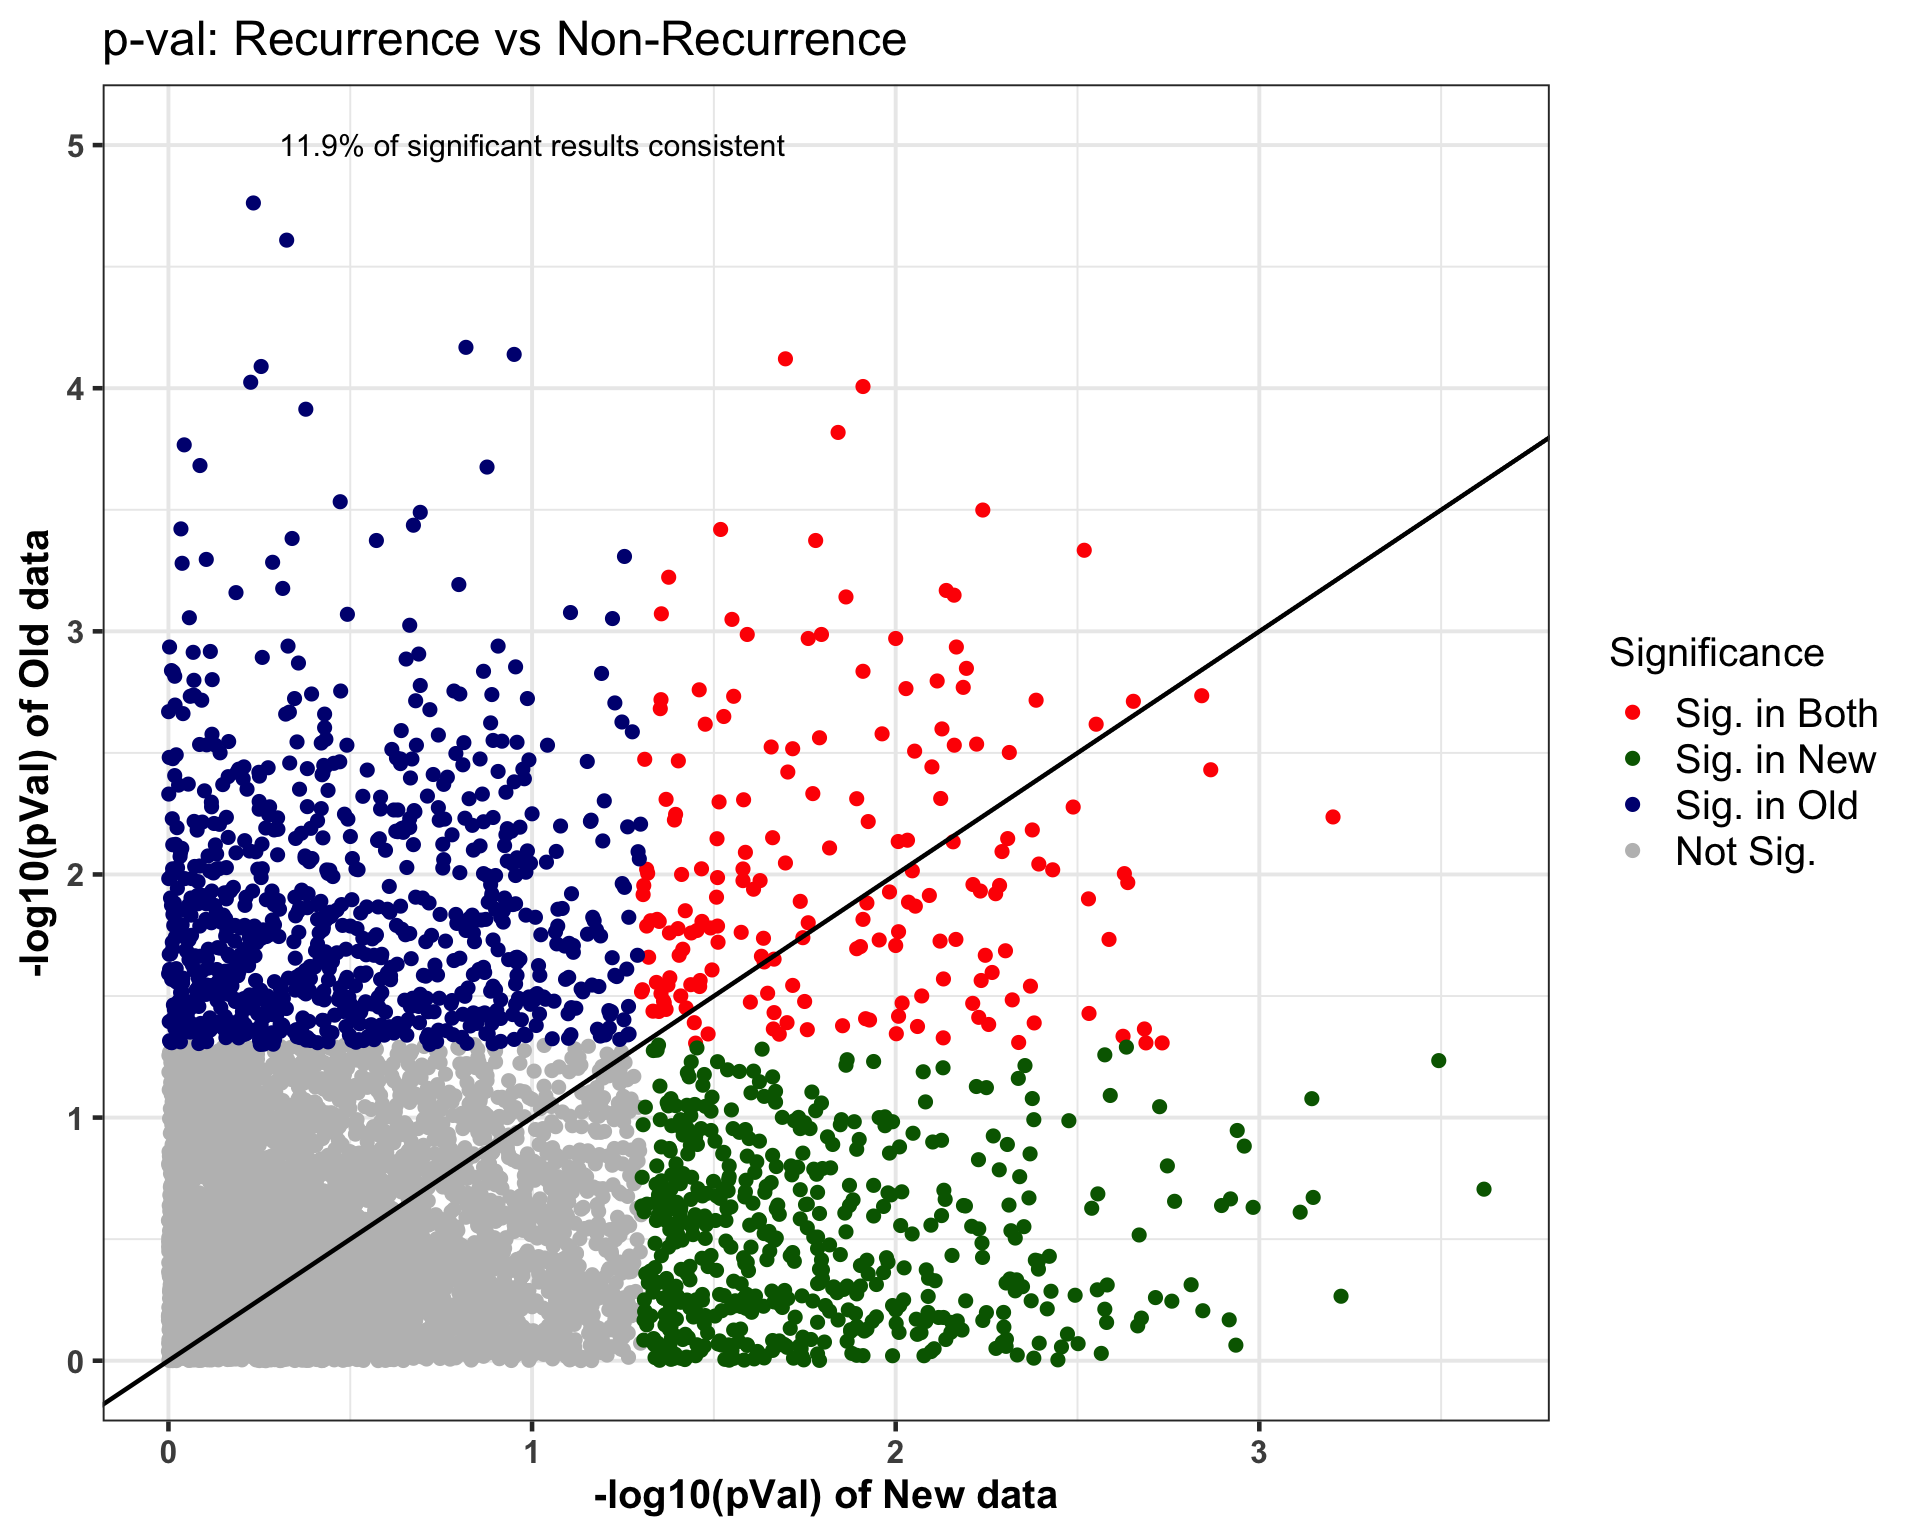 p-val: Recurrence vs Non-Recurrence
11.9% of significant results consistent
5
4
3
2
1
0
-log10(pVal) of Old data
0
1
2
3
-log10(pVal) of New data
Significance
Sig. in Both
Sig. in New
Sig. in Old
Not Sig.